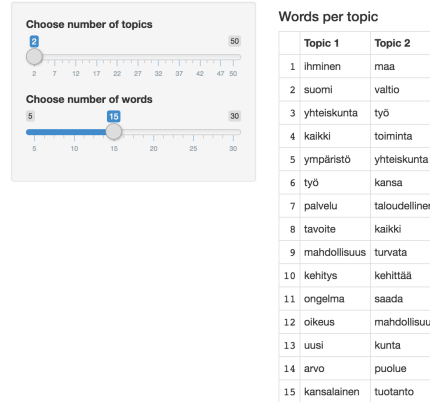 Choose number of topics
2 50
2 7 12 17 22 27 32 37 42 47 50
Choose number of words
5 15 30
5 10 15 20 25 30
Words per topic
Topic 1 Topic 2
1 ihminen maa
2 suomi valtio
3 yhteiskunta työ
4 kaikki toiminta
5 ympäristö yhteiskunta
6 työ kansa
7 palvelu taloudelliner
8 tavoite kaikki
9 mahdollisuus turvata
10 kehitys kehittää
11 ongelma saada
12 oikeus mahdollisuu
13 uusi kunta
14 arvo puolue
15 kansalainen tuotanto